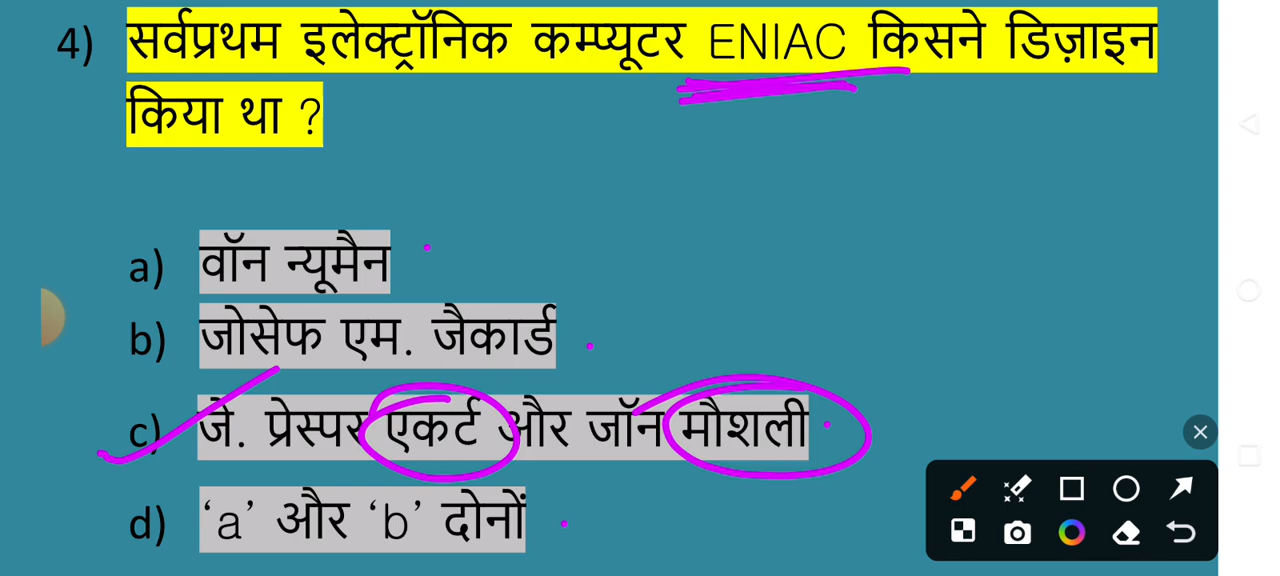 4) सर्वप्रथम इलेक्ट्रॉनिक कम्प्यूटर ENIAC किसने डिज़ाइन
किया था ?
a) वॉन न्यूमैन
b) जोसेफ एम. जैकार्ड
c) जे. प्रेस्पर एकर्ट और जॉन मौशली
d) ‘a’ और ‘b’ दोनों